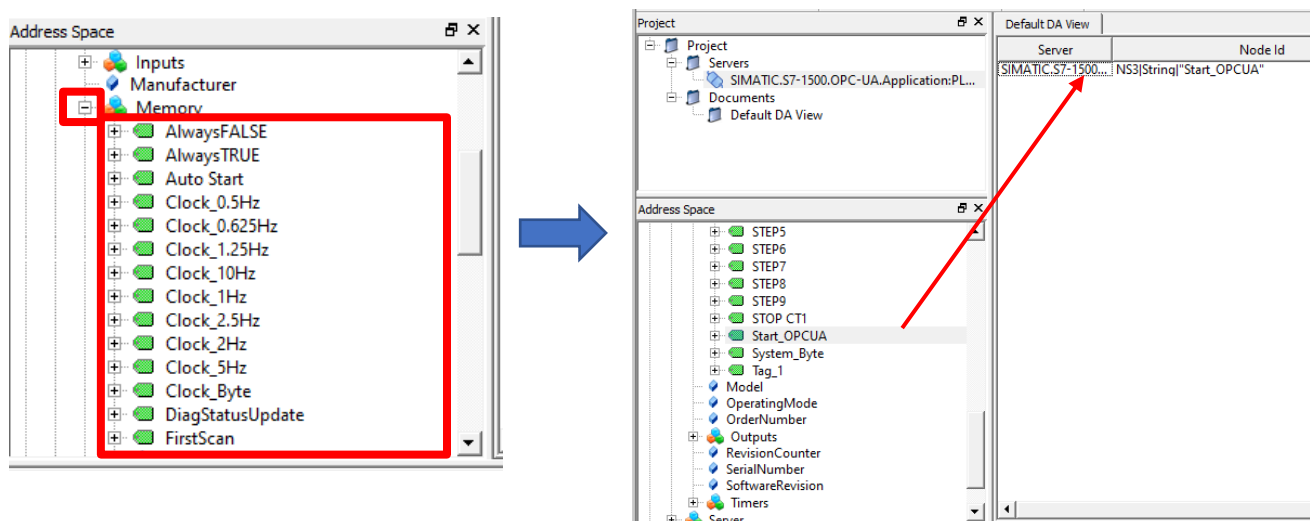 Address Space
Inputs
Manufacturer
Memory
AlwaysFALSE
AlwaysTRUE
Auto Start
Clock_0.5Hz
Clock_0.625Hz
Clock_1.25Hz
Clock_10Hz
Clock_1Hz
Clock_2.5Hz
Clock_2Hz
Clock_5Hz
Clock_Byte
DiagStatusUpdate
FirstScan
Project
Project
Servers
SIMATIC.S7-1500.OPC-UA.Application:PL...
Documents
Default DA View
Address Space
STEP5
STEP6
STEP7
STEP8
STEP9
STOP CT1
Start_OPCUA
System_Byte
Tag_1
Model
OperatingMode
OrderNumber
Outputs
RevisionCounter
SerialNumber
SoftwareRevision
Timers
Server
Default DA View
Server Node Id
SIMATIC.S7-1500... NS3|String|"Start_OPCUA"